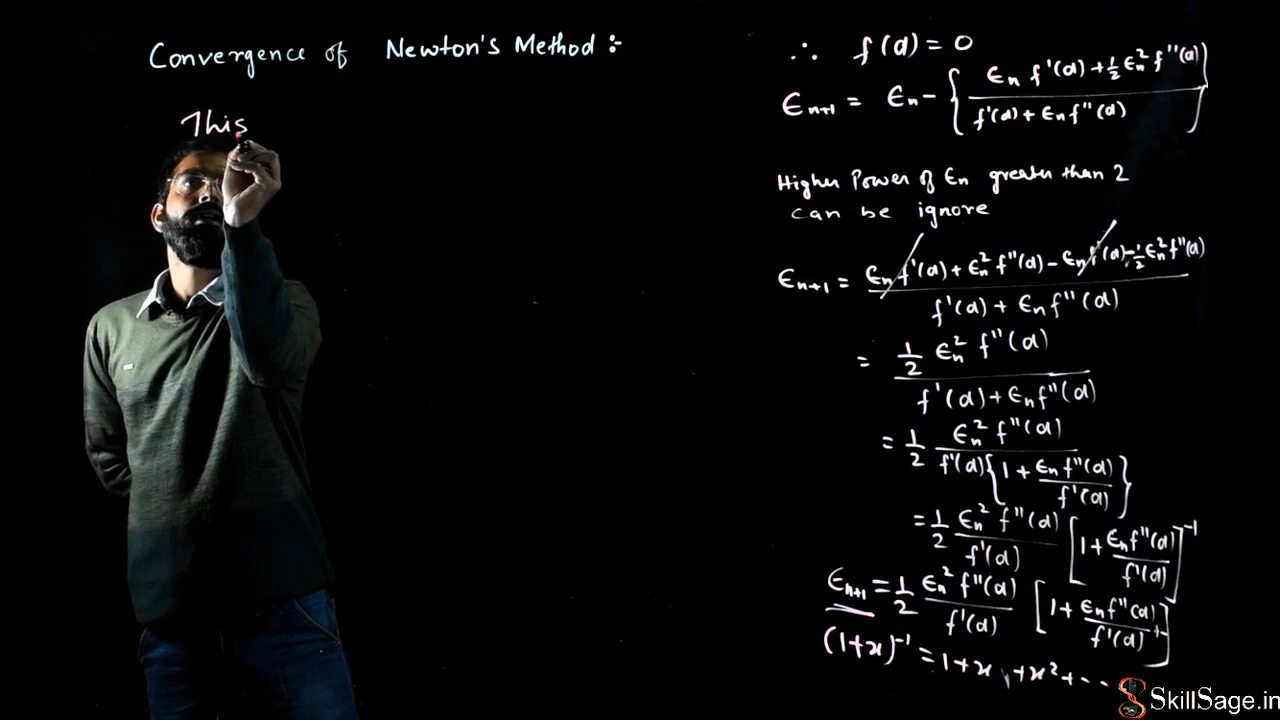 Convergence of Newton's Method :-
This
∴ f(α) = 0
ϵn+1 = ϵn - { ϵn f'(α) + 1/2 ϵn² f''(α) / f'(α) + ϵn f''(α) }
Higher Power of ϵn greater than 2
can be ignore
ϵn+1 = ϵn f'(α) + ϵn² f''(α) - ϵn f'(α) - 1/2 ϵn² f''(α) / f'(α) + ϵn f''(α)
= 1/2 ϵn² f''(α) / f'(α) + ϵn f''(α)
= 1/2 ϵn² f''(α) / f'(α) { 1 + ϵn f''(α) / f'(α) }
= 1/2 ϵn² f''(α) / f'(α) [ 1 + ϵn f''(α) / f'(α) ]⁻¹
ϵn+1 = 1/2 ϵn² f''(α) / f'(α) [ 1 + ϵn f''(α) / f'(α) + - ]
(1+x)⁻¹ = 1 + x + x² + - -
SkillSage.in